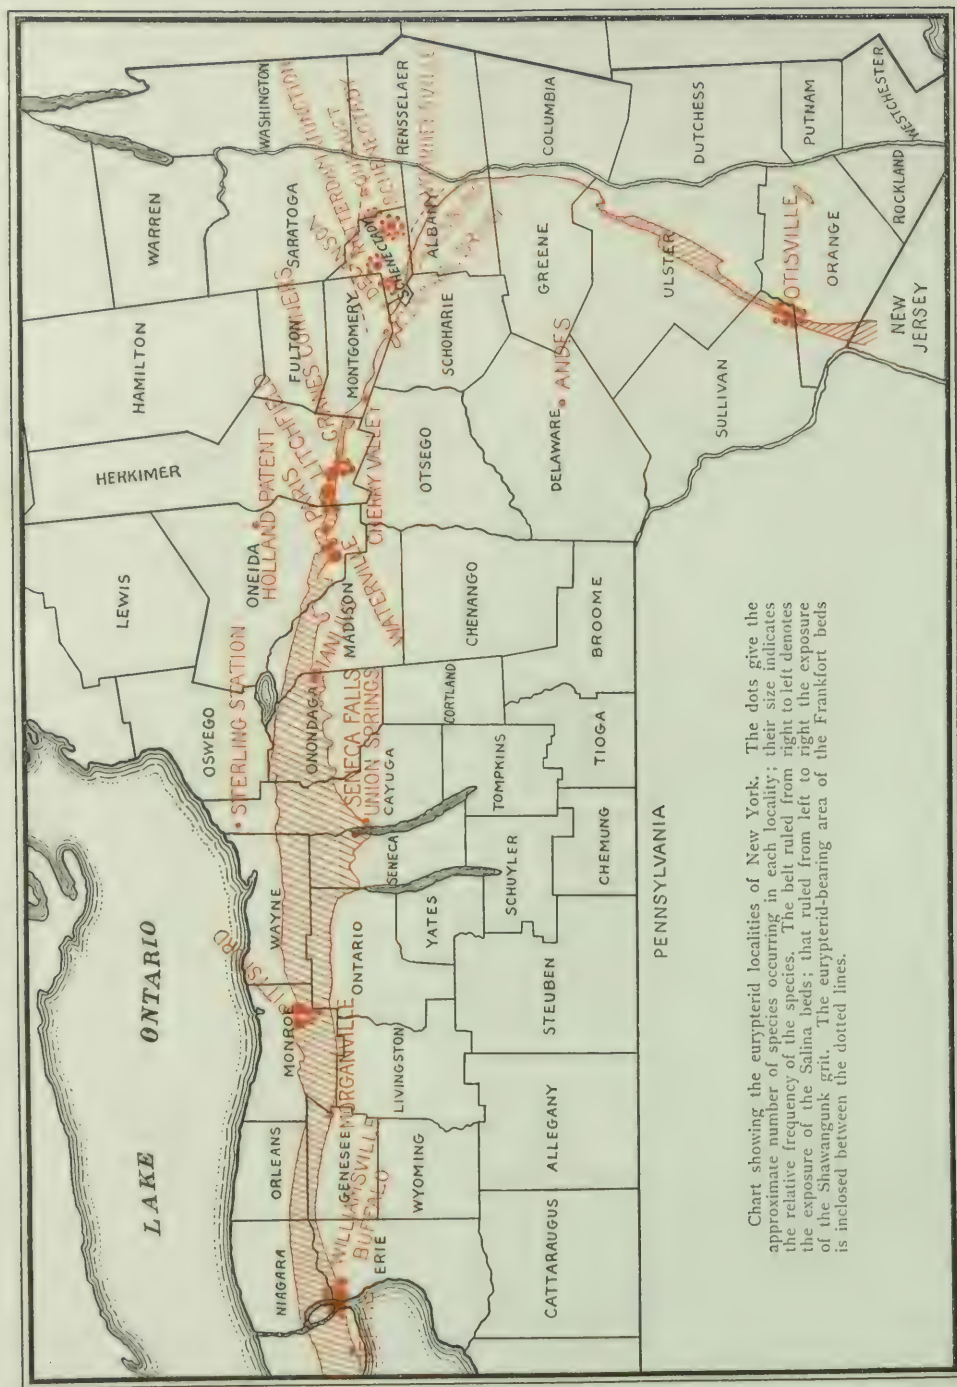 LAKE ONTARIO
NIAGARA
ORLEANS
MONROE
WAYNE
OSWEGO
LEWIS
HERKIMER
HAMILTON
WARREN
WASHINGTON
SARATOGA
FULTON
MONTGOMERY
SCHENECTADY
RENSSELAER
ALBANY
SCHOHARIE
OTSEGO
ONEIDA
MADISON
ONONDAGA
CAYUGA
SENECA
ONTARIO
LIVINGSTON
GENESEE
ERIE
WYOMING
YATES
CORTLAND
CHENANGO
DELAWARE
GREENE
COLUMBIA
ULSTER
DUTCHESS
PUTNAM
WESTCHESTER
ROCKLAND
ORANGE
SULLIVAN
BROOME
TIOGA
TOMPKINS
SCHUYLER
CHEMUNG
STEUBEN
ALLEGANY
CATTARAUGUS
PENNSYLVANIA
NEW
JERSEY
STERLING STATION
HOLLAND PATENT
PARIS
LITCHFIELD
CRANES CORNERS
CHERRY VALLEY
WATERVILLE
SENECA FALLS
UNION SPRINGS
MORGANVILLE
WILLIAMSVILLE
BUFFALO
SCHENECTADY
ANDES
OTISVILLE
Chart showing the eurypterid localities of New York. The dots give the
approximate number of species occurring in each locality; their size indicates
the relative frequency of the species. The belt ruled from right to left denotes
the exposure of the Salina beds; that ruled from left to right the exposure
of the Shawangunk grit. The eurypterid-bearing area of the Frankfort beds
is inclosed between the dotted lines.